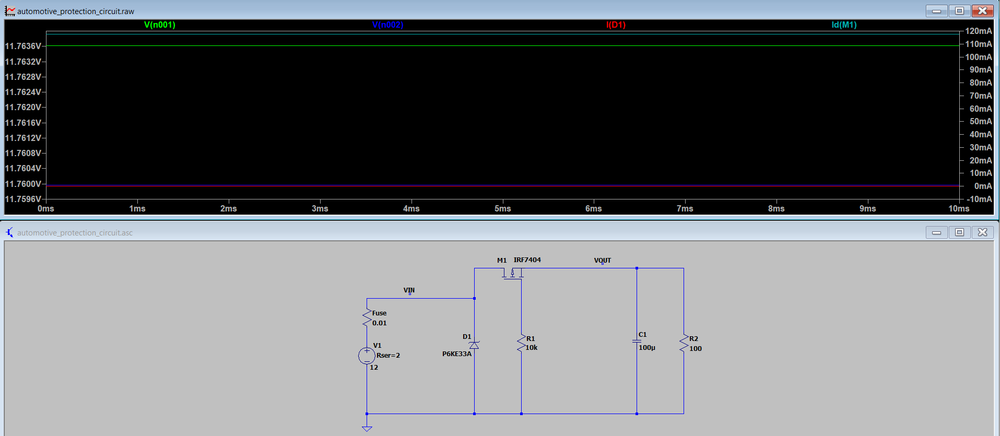 automotive_protection_circuit.raw
V(n001) V(n002) I(D1) Id(M1)
120mA
11.7636V 110mA
11.7632V 100mA
11.7628V 90mA
11.7624V 80mA
70mA
11.7620V 60mA
11.7616V 50mA
11.7612V 40mA
11.7608V 30mA
11.7604V 20mA
10mA
11.7600V 0mA
11.7596V -10mA
0ms 1ms 2ms 3ms 4ms 5ms 6ms 7ms 8ms 9ms 10ms
automotive_protection_circuit.asc
M1 IRF7404 VOUT
VIN
Fuse
0.01
D1 C1
P6KE33A 100µ
R1 R2
10k 100
V1
Rser=2
12